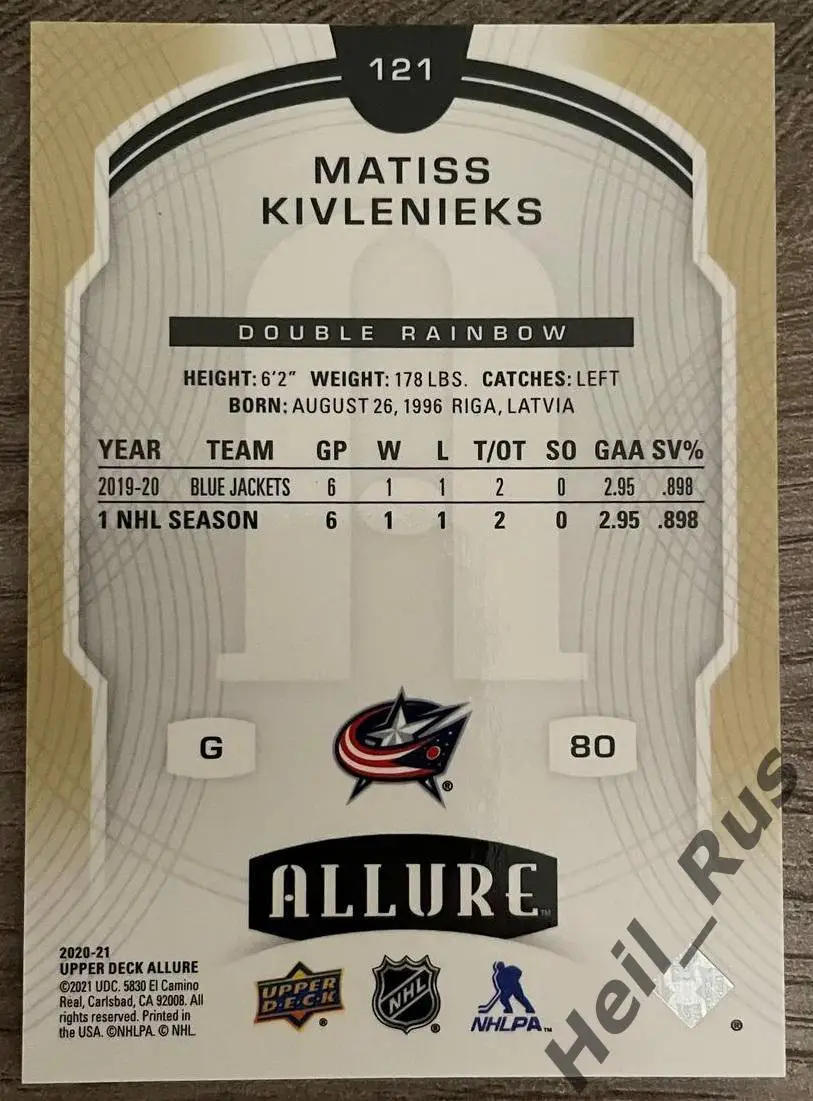 121
MATISS
KIVLENIEKS
DOUBLE RAINBOW
HEIGHT: 6'2" WEIGHT: 178 LBS. CATCHES: LEFT
BORN: AUGUST 26, 1996 RIGA, LATVIA
YEAR TEAM GP W L T/OT SO GAA SV%
2019-20 BLUE JACKETS 6 1 1 2 0 2.95 .898
1 NHL SEASON 6 1 1 2 0 2.95 .898
G
80
®
ALLURE™
2020-21
UPPER DECK ALLURE
©2021 UDC. 5830 El Camino
Real, Carlsbad, CA 92008. All
rights reserved. Printed in
the USA. ©NHLPA. © NHL.
UPPER
D·E·C·K ®
NHL ®
NHLPA™
®
Heil_Rus